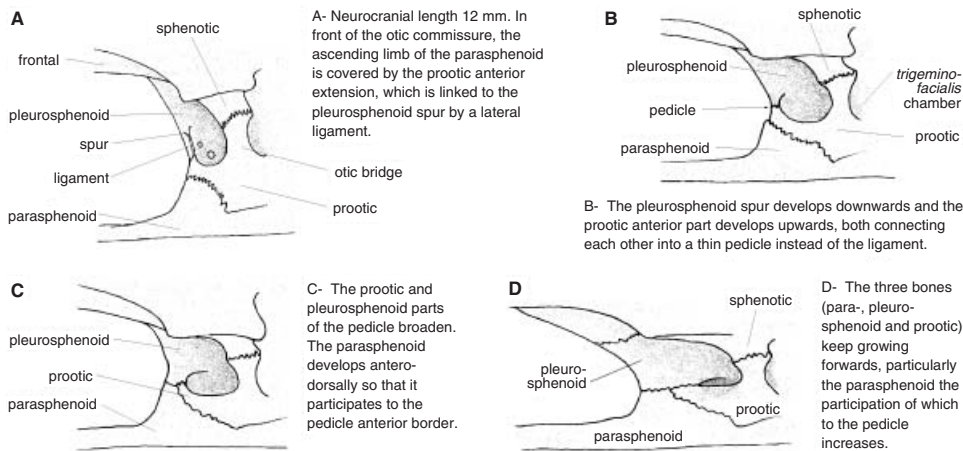 A
sphenotic
frontal
pleurosphenoid
spur
ligament
parasphenoid
otic bridge
prootic
A- Neurocranial length 12 mm. In
front of the otic commissure, the
ascending limb of the parasphenoid
is covered by the prootic anterior
extension, which is linked to the
pleurosphenoid spur by a lateral
ligament.
B
sphenotic
pleurosphenoid
pedicle
parasphenoid
trigemino-
facialis
chamber
prootic
B- The pleurosphenoid spur develops downwards and the
prootic anterior part develops upwards, both connecting
each other into a thin pedicle instead of the ligament.
C
pleurosphenoid
prootic
parasphenoid
C- The prootic and
pleurosphenoid parts
of the pedicle broaden.
The parasphenoid
develops antero-
dorsally so that it
participates to the
pedicle anterior border.
D
sphenotic
pleuro-
sphenoid
prootic
parasphenoid
D- The three bones
(para-, pleuro-
sphenoid and prootic)
keep growing
forwards, particularly
the parasphenoid the
participation of which
to the pedicle
increases.